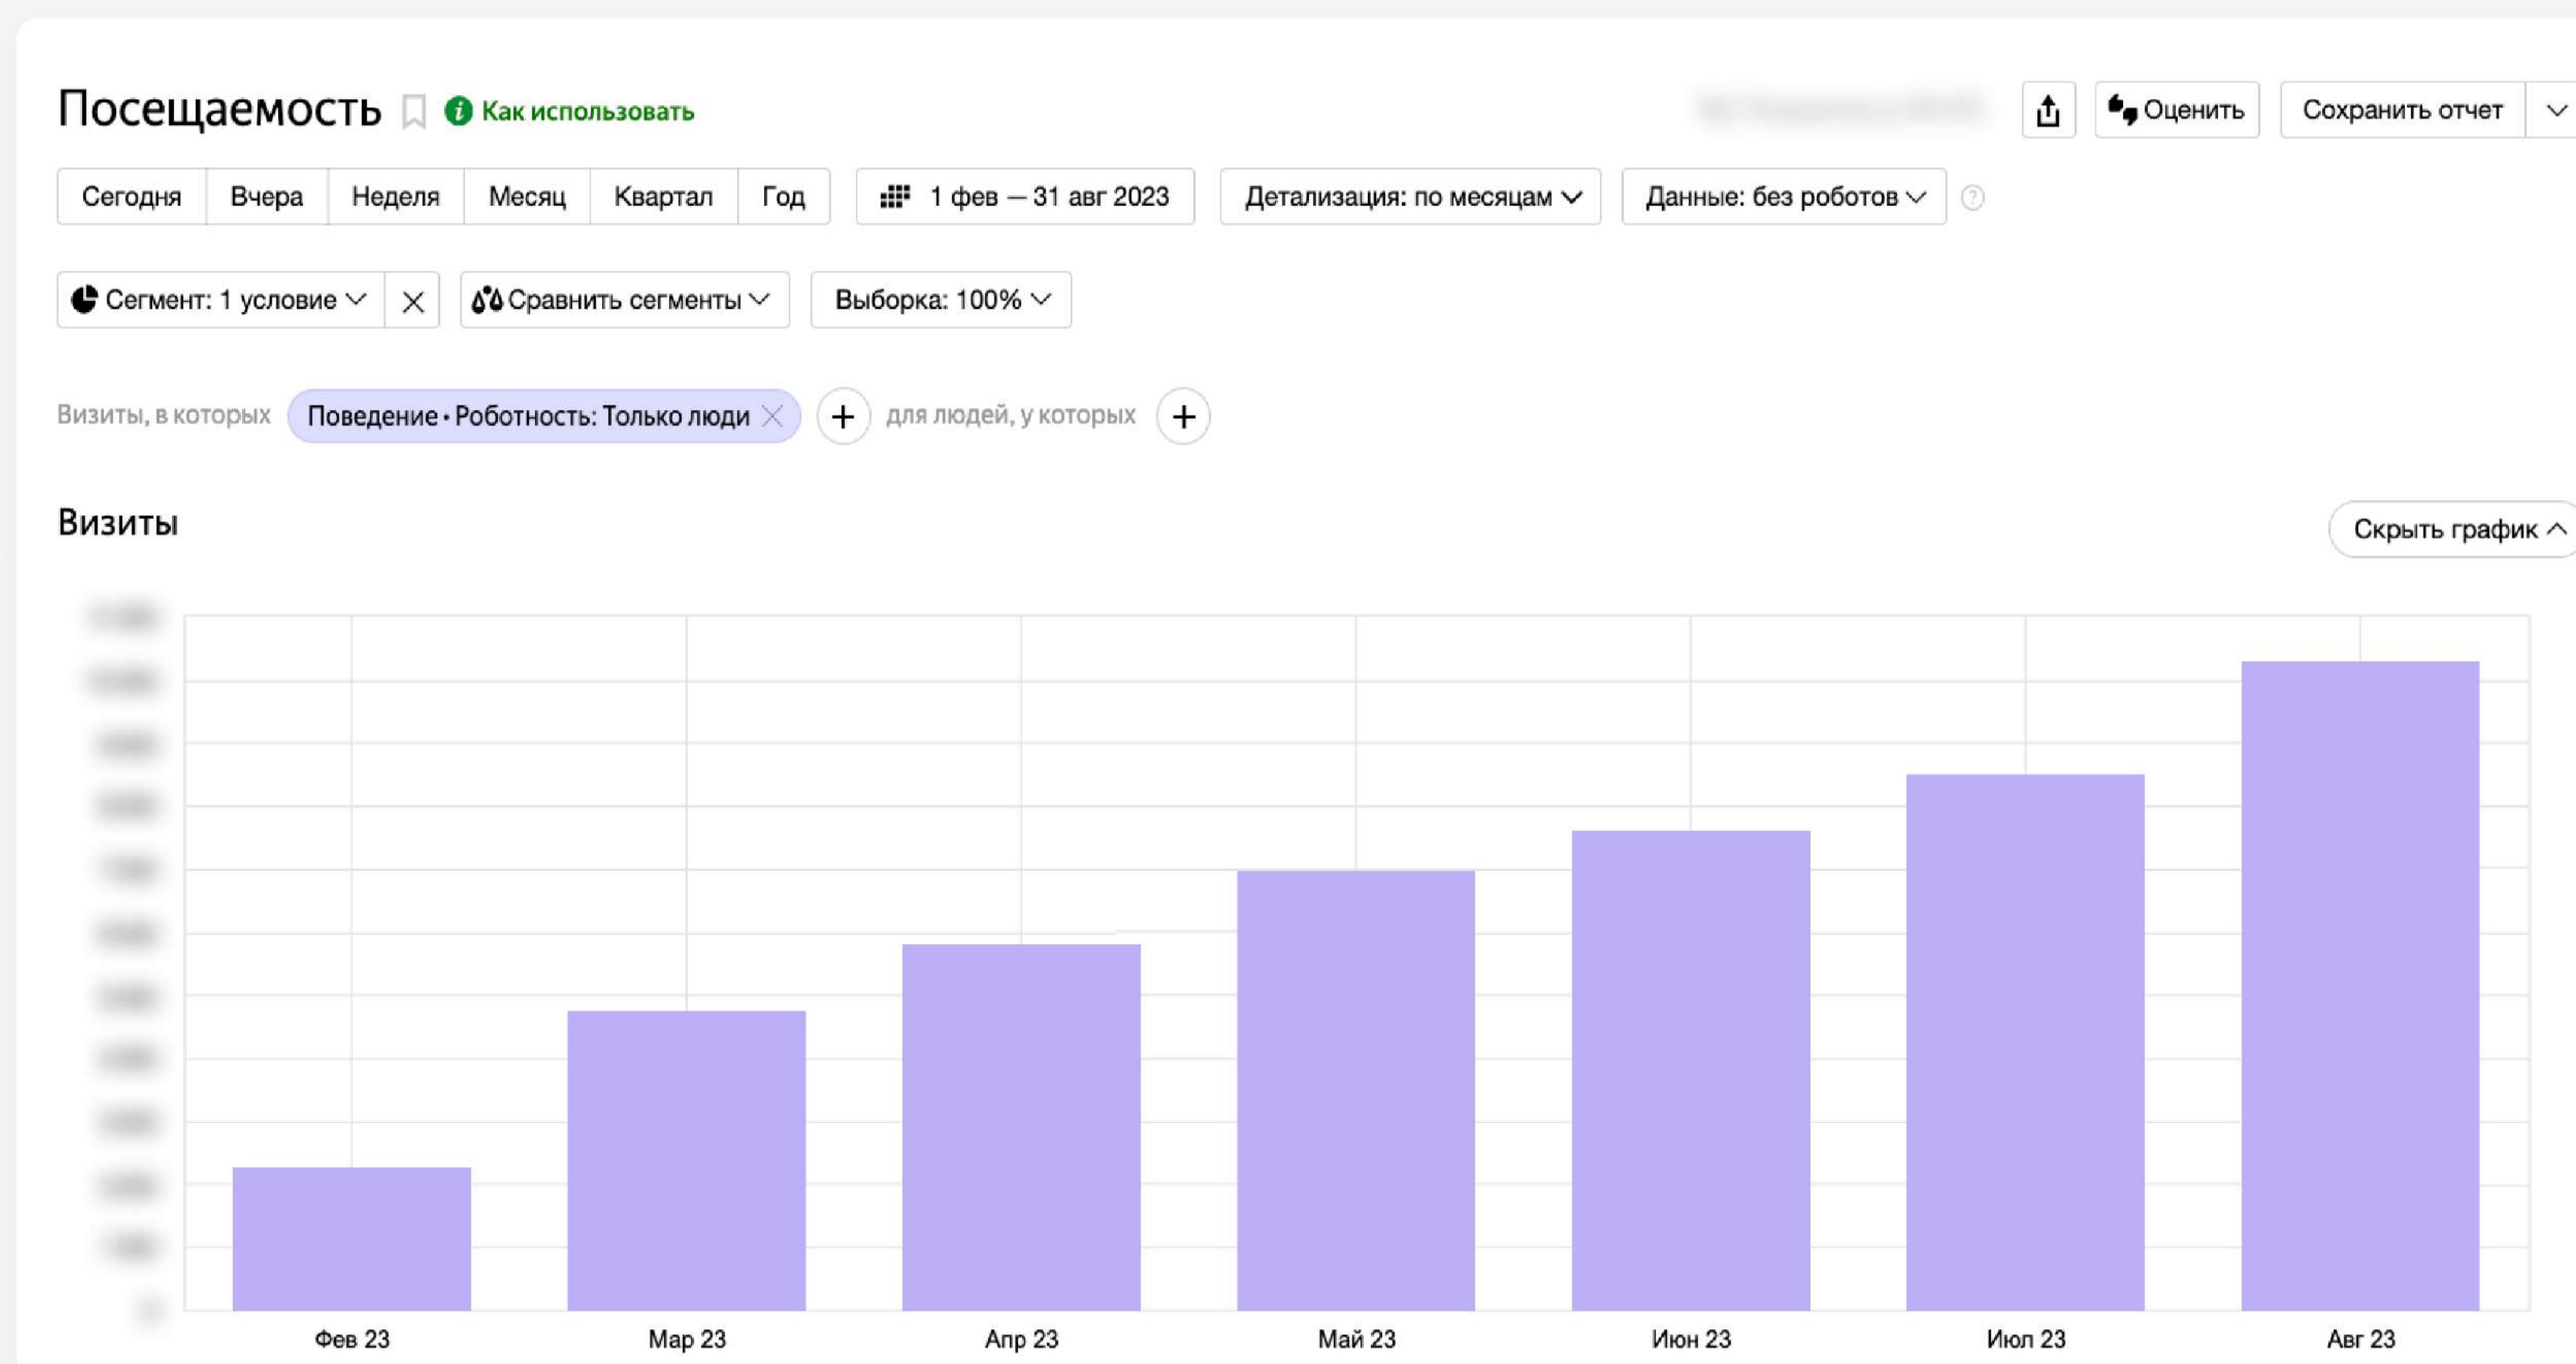 Посещаемость Как использовать Оценить Сохранить отчет
Сегодня Вчера Неделя Месяц Квартал Год 1 фев — 31 авг 2023 Детализация: по месяцам Данные: без роботов ?
Сегмент: 1 условие Сравнить сегменты Выборка: 100%
Визиты, в которых Поведение • Роботность: Только люди + для людей, у которых +
Визиты Скрыть график
Фев 23 Мар 23 Апр 23 Май 23 Июн 23 Июл 23 Авг 23